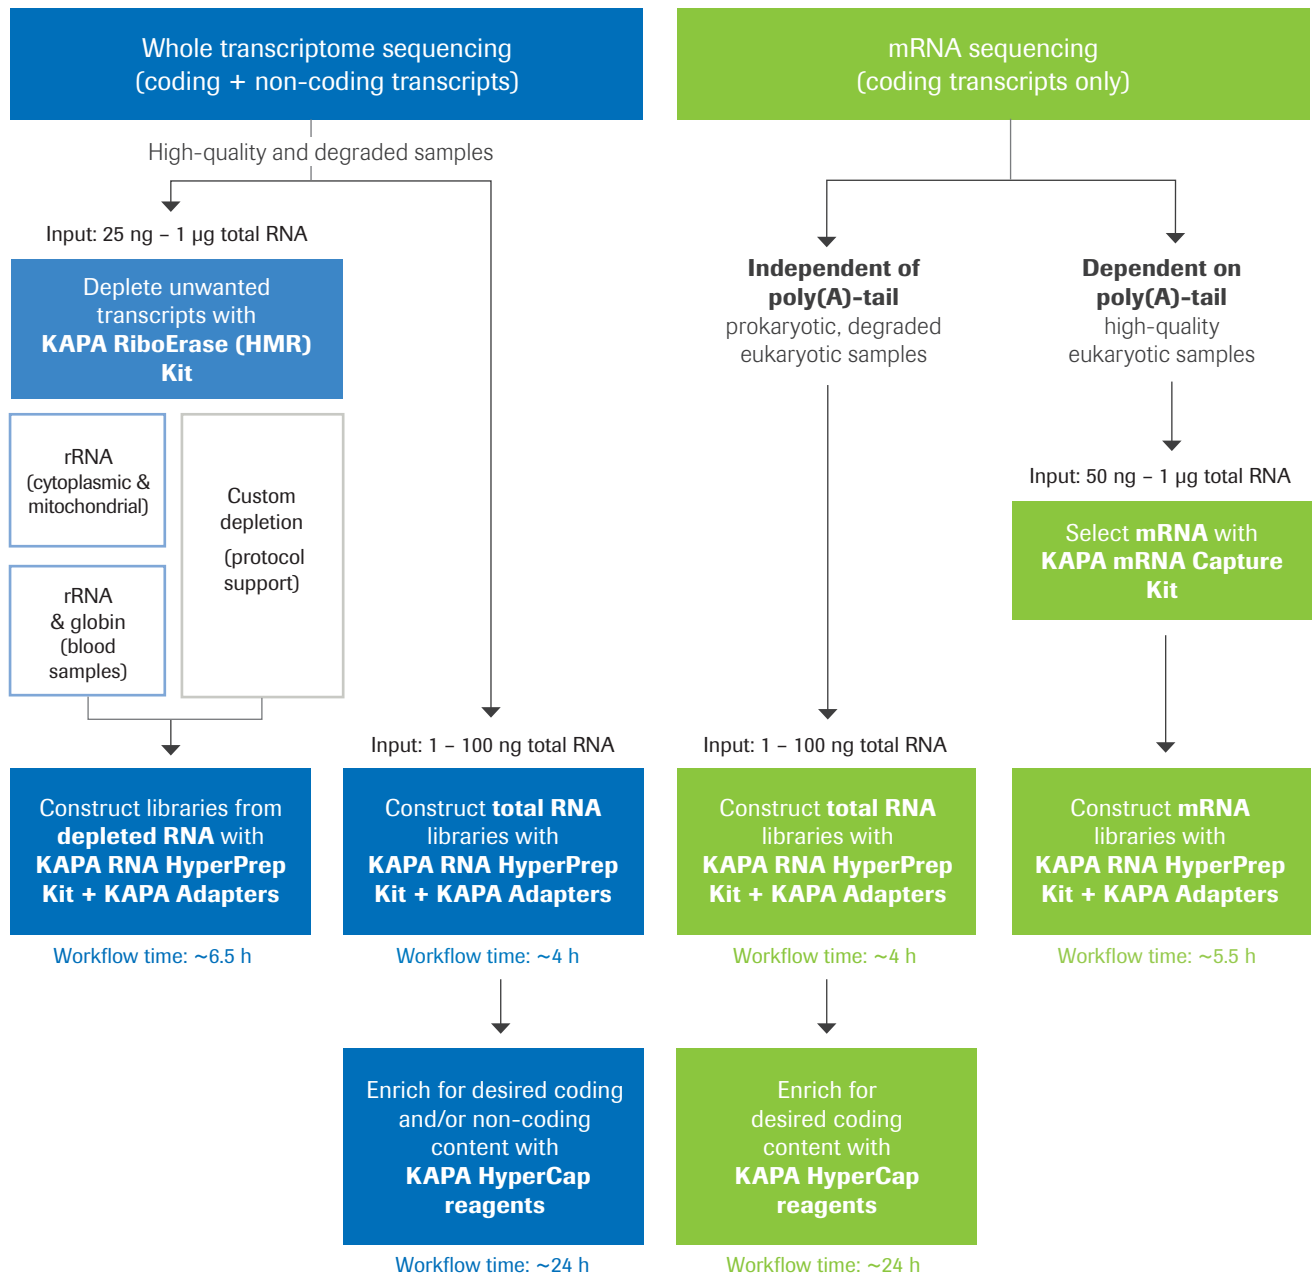 Whole transcriptome sequencing
(coding + non-coding transcripts)
High-quality and degraded samples
Input: 25 ng – 1 µg total RNA
Deplete unwanted
transcripts with
KAPA RiboErase (HMR)
Kit
rRNA
(cytoplasmic &
mitochondrial)
rRNA
& globin
(blood
samples)
Custom
depletion
(protocol
support)
Construct libraries from
depleted RNA with
KAPA RNA HyperPrep
Kit + KAPA Adapters
Workflow time: ~6.5 h
Input: 1 – 100 ng total RNA
Construct total RNA
libraries with
KAPA RNA HyperPrep
Kit + KAPA Adapters
Workflow time: ~4 h
Enrich for desired coding
and/or non-coding
content with
KAPA HyperCap
reagents
Workflow time: ~24 h
mRNA sequencing
(coding transcripts only)
Independent of
poly(A)-tail
prokaryotic, degraded
eukaryotic samples
Input: 1 – 100 ng total RNA
Construct total RNA
libraries with
KAPA RNA HyperPrep
Kit + KAPA Adapters
Workflow time: ~4 h
Enrich for
desired coding
content with
KAPA HyperCap
reagents
Workflow time: ~24 h
Dependent on
poly(A)-tail
high-quality
eukaryotic samples
Input: 50 ng – 1 µg total RNA
Select mRNA with
KAPA mRNA Capture
Kit
Construct mRNA
libraries with
KAPA RNA HyperPrep
Kit + KAPA Adapters
Workflow time: ~5.5 h